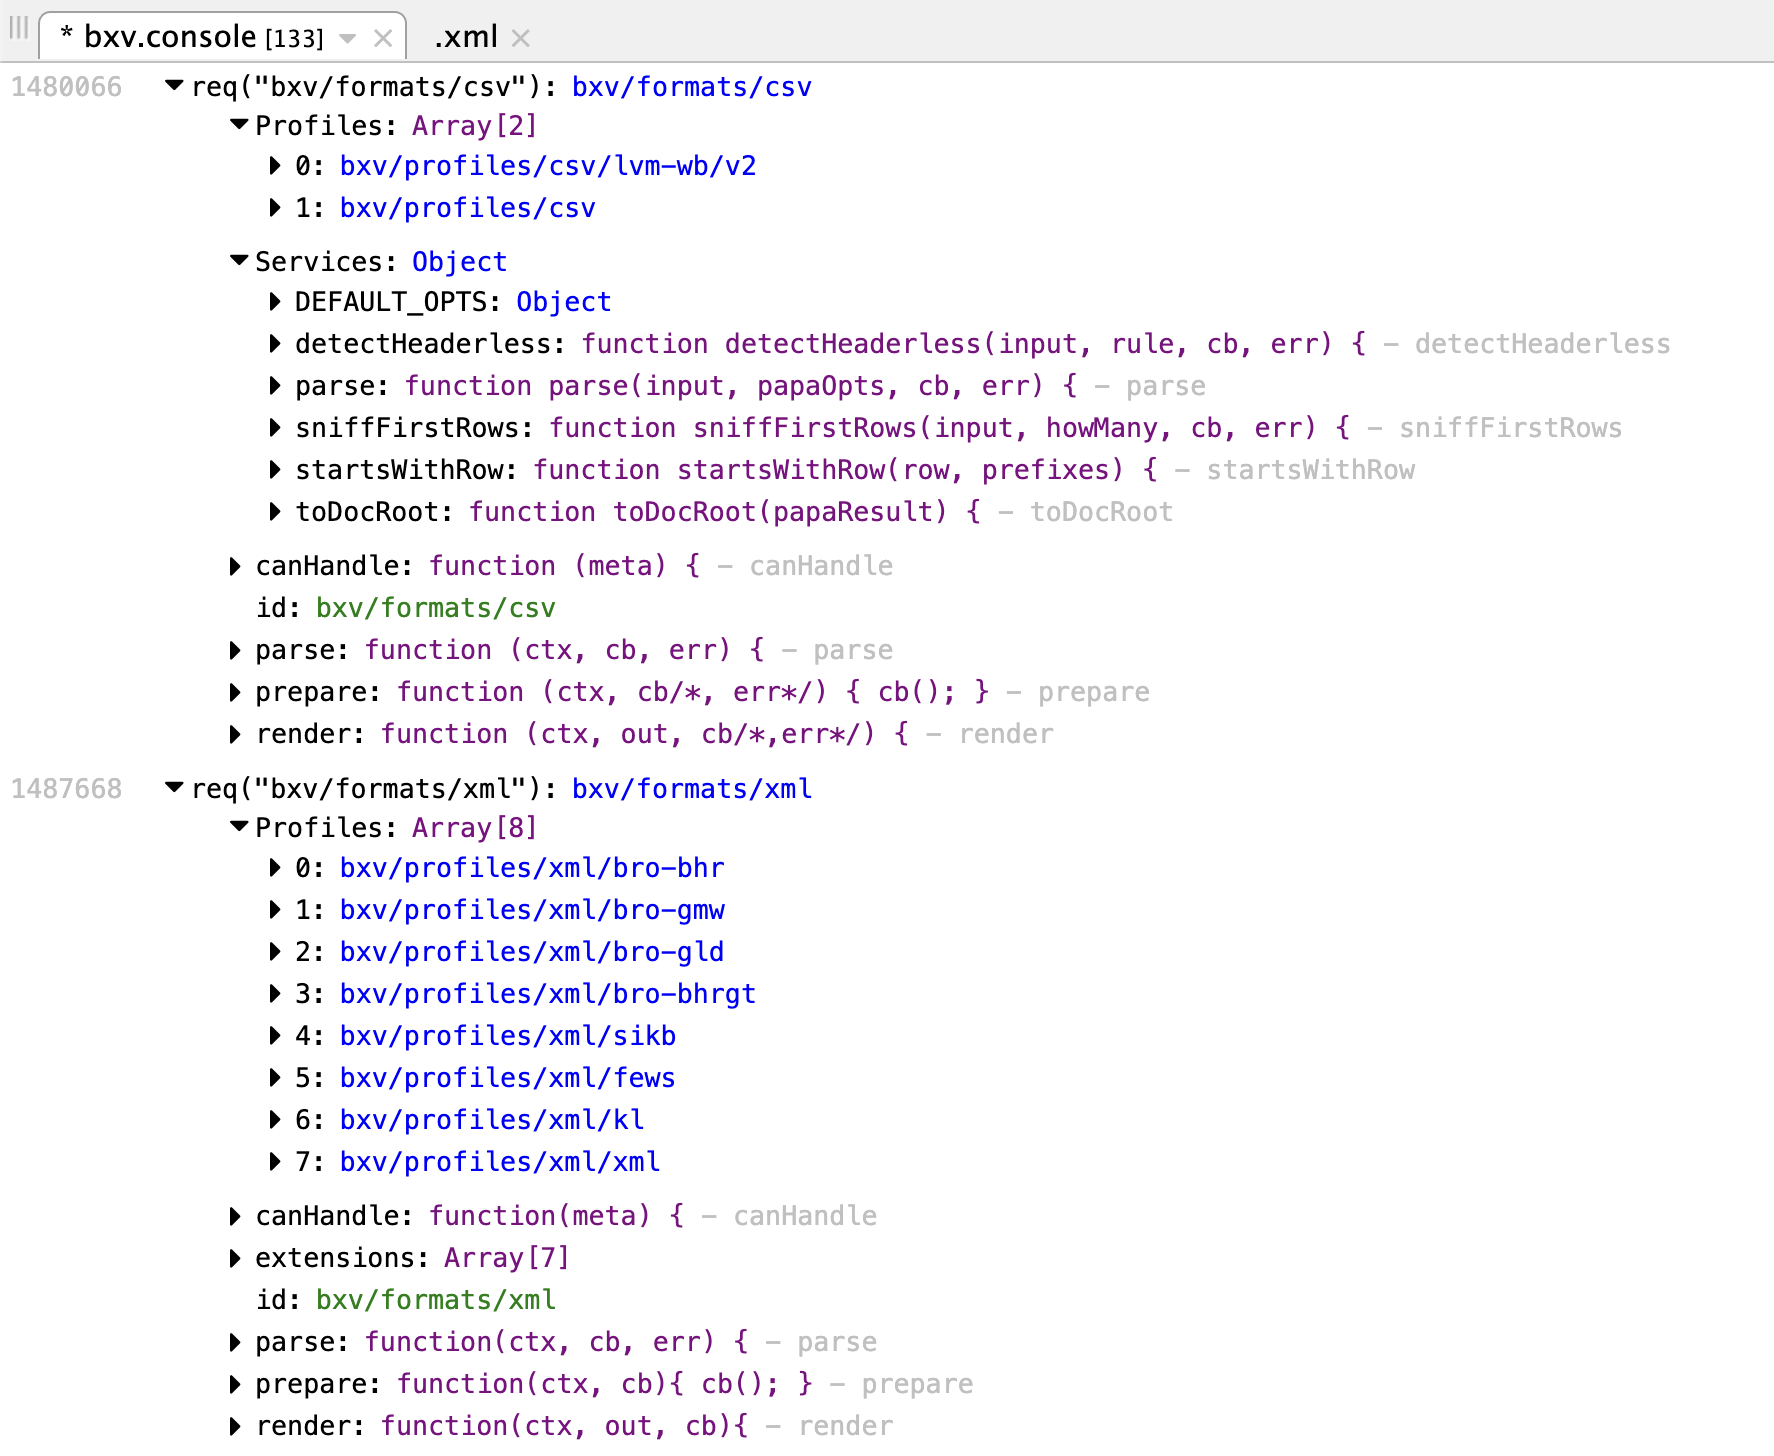 * bxv.console [133] .xml
1480066 req("bxv/formats/csv"): bxv/formats/csv
Profiles: Array[2]
0: bxv/profiles/csv/lvm-wb/v2
1: bxv/profiles/csv
Services: Object
DEFAULT_OPTS: Object
detectHeaderless: function detectHeaderless(input, rule, cb, err) { – detectHeaderless
parse: function parse(input, papaOpts, cb, err) { – parse
sniffFirstRows: function sniffFirstRows(input, howMany, cb, err) { – sniffFirstRows
startsWithRow: function startsWithRow(row, prefixes) { – startsWithRow
toDocRoot: function toDocRoot(papaResult) { – toDocRoot
canHandle: function (meta) { – canHandle
id: bxv/formats/csv
parse: function (ctx, cb, err) { – parse
prepare: function (ctx, cb/*, err*/) { cb(); } – prepare
render: function (ctx, out, cb/*,err*/) { – render
1487668 req("bxv/formats/xml"): bxv/formats/xml
Profiles: Array[8]
0: bxv/profiles/xml/bro-bhr
1: bxv/profiles/xml/bro-gmw
2: bxv/profiles/xml/bro-gld
3: bxv/profiles/xml/bro-bhrgt
4: bxv/profiles/xml/sikb
5: bxv/profiles/xml/fews
6: bxv/profiles/xml/kl
7: bxv/profiles/xml/xml
canHandle: function(meta) { – canHandle
extensions: Array[7]
id: bxv/formats/xml
parse: function(ctx, cb, err) { – parse
prepare: function(ctx, cb){ cb(); } – prepare
render: function(ctx, out, cb){ – render